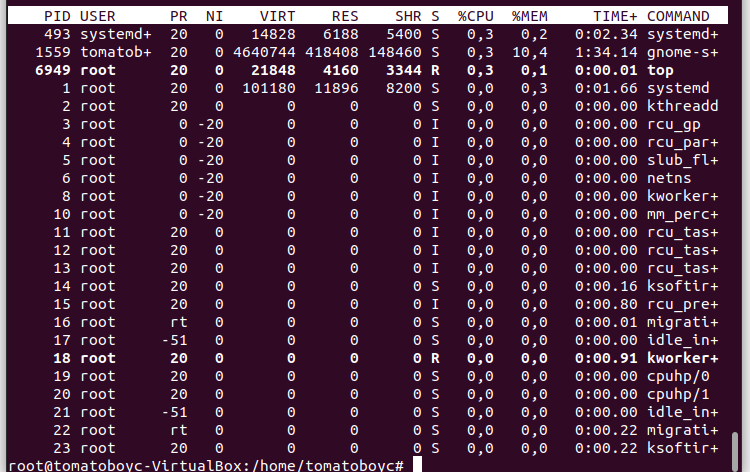 PID USER PR NI VIRT RES SHR S %CPU %MEM TIME+ COMMAND
493 systemd+ 20 0 14828 6188 5400 S 0,3 0,2 0:02.34 systemd+
1559 tomatob+ 20 0 4640744 418408 148460 S 0,3 10,4 1:34.14 gnome-s+
6949 root 20 0 21848 4160 3344 R 0,3 0,1 0:00.01 top
1 root 20 0 101180 11896 8200 S 0,0 0,3 0:01.66 systemd
2 root 20 0 0 0 0 S 0,0 0,0 0:00.00 kthreadd
3 root 0 -20 0 0 0 I 0,0 0,0 0:00.00 rcu_gp
4 root 0 -20 0 0 0 I 0,0 0,0 0:00.00 rcu_par+
5 root 0 -20 0 0 0 I 0,0 0,0 0:00.00 slub_fl+
6 root 0 -20 0 0 0 I 0,0 0,0 0:00.00 netns
8 root 0 -20 0 0 0 I 0,0 0,0 0:00.00 kworker+
10 root 0 -20 0 0 0 I 0,0 0,0 0:00.00 mm_perc+
11 root 20 0 0 0 0 I 0,0 0,0 0:00.00 rcu_tas+
12 root 20 0 0 0 0 I 0,0 0,0 0:00.00 rcu_tas+
13 root 20 0 0 0 0 I 0,0 0,0 0:00.00 rcu_tas+
14 root 20 0 0 0 0 S 0,0 0,0 0:00.16 ksoftir+
15 root 20 0 0 0 0 I 0,0 0,0 0:00.80 rcu_pre+
16 root rt 0 0 0 0 S 0,0 0,0 0:00.01 migrati+
17 root -51 0 0 0 0 S 0,0 0,0 0:00.00 idle_in+
18 root 20 0 0 0 0 R 0,0 0,0 0:00.91 kworker+
19 root 20 0 0 0 0 S 0,0 0,0 0:00.00 cpuhp/0
20 root 20 0 0 0 0 S 0,0 0,0 0:00.00 cpuhp/1
21 root -51 0 0 0 0 S 0,0 0,0 0:00.00 idle_in+
22 root rt 0 0 0 0 S 0,0 0,0 0:00.22 migrati+
23 root 20 0 0 0 0 S 0,0 0,0 0:00.22 ksoftir+
root@tomatoboyc-VirtualBox:/home/tomatoboyc#